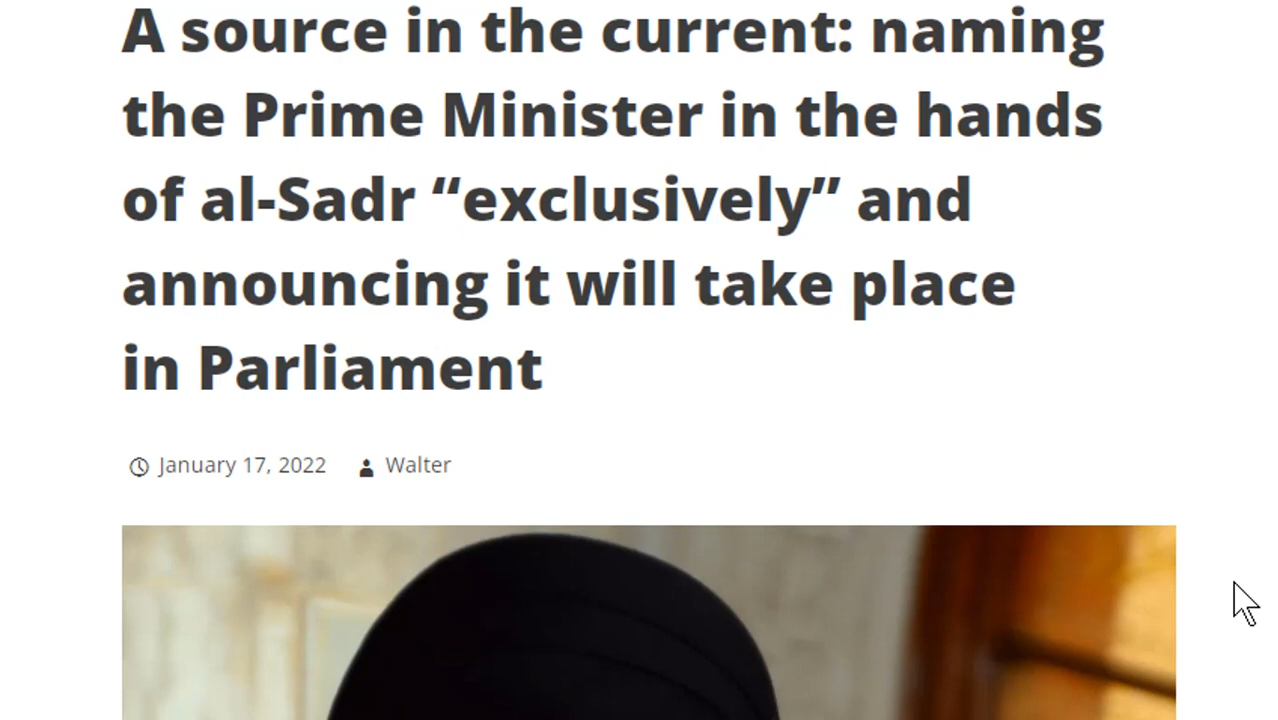 A source in the current: naming
the Prime Minister in the hands
of al-Sadr “exclusively” and
announcing it will take place
in Parliament
January 17, 2022 Walter